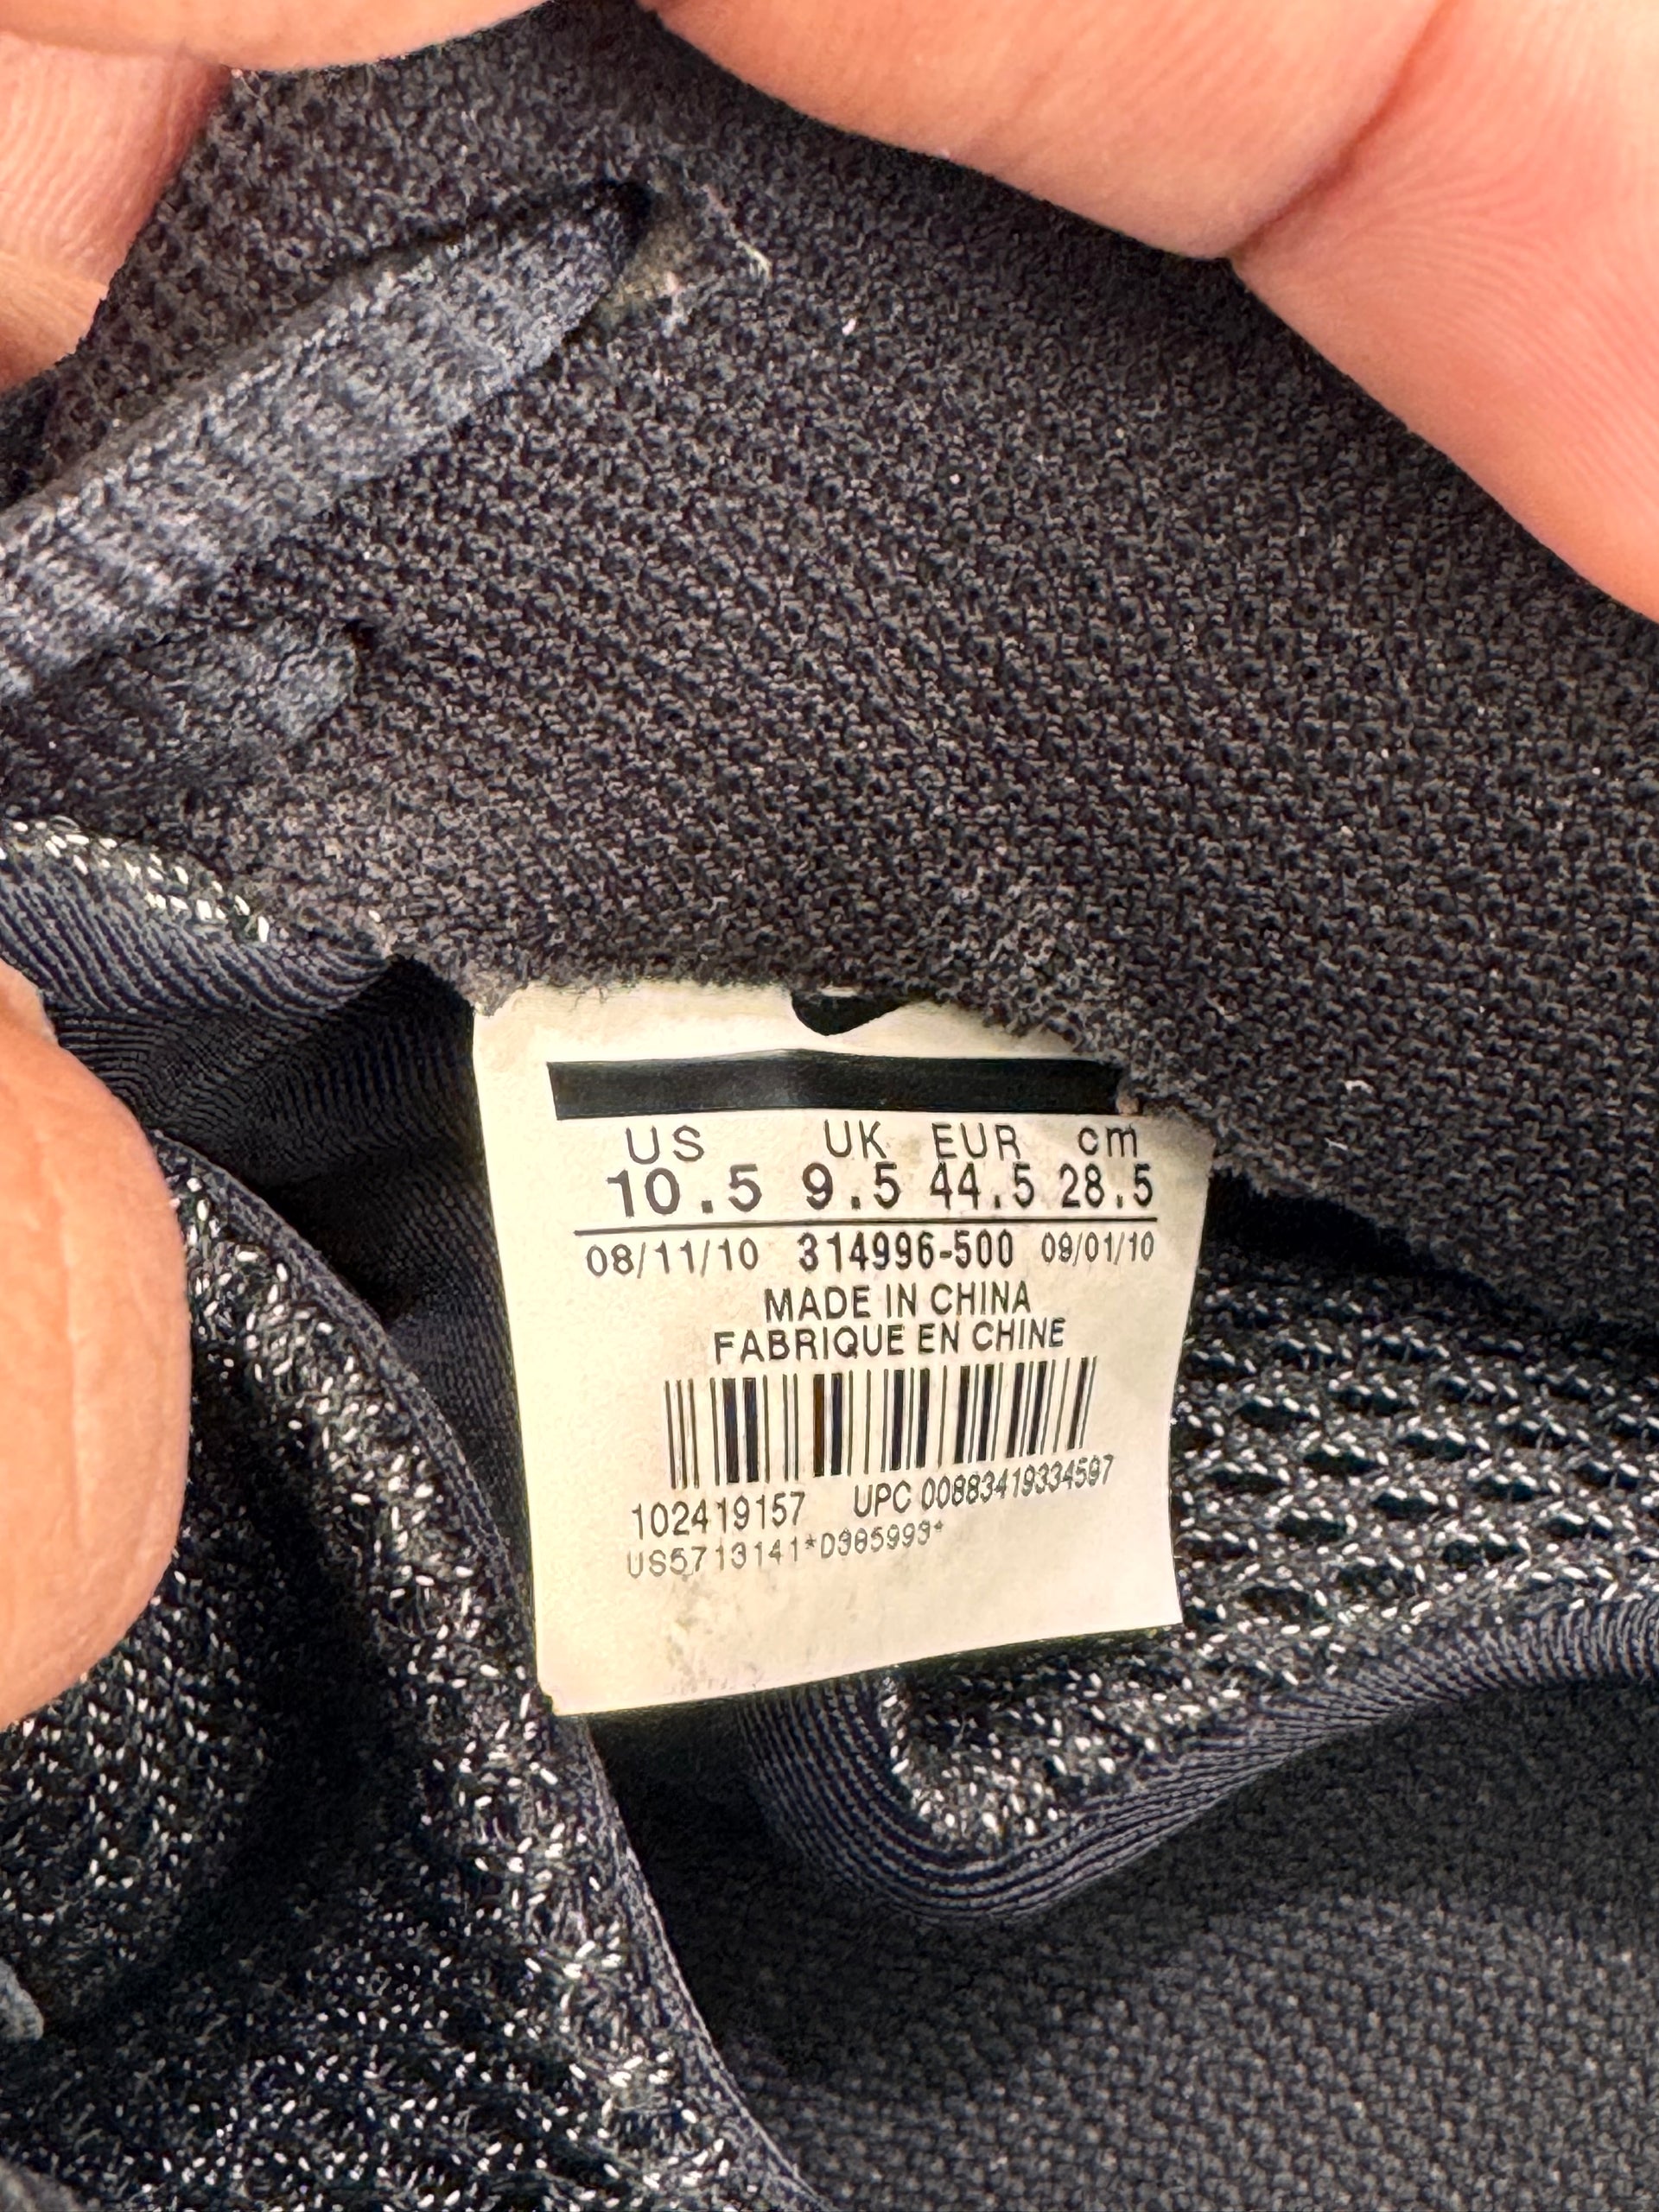 US UK EUR cm
10.5 9.5 44.5 28.5
08/11/10 314996-500 09/01/10
MADE IN CHINA
FABRIQUE EN CHINE
102419157 UPC 00883419334597
US5713141*D385993*